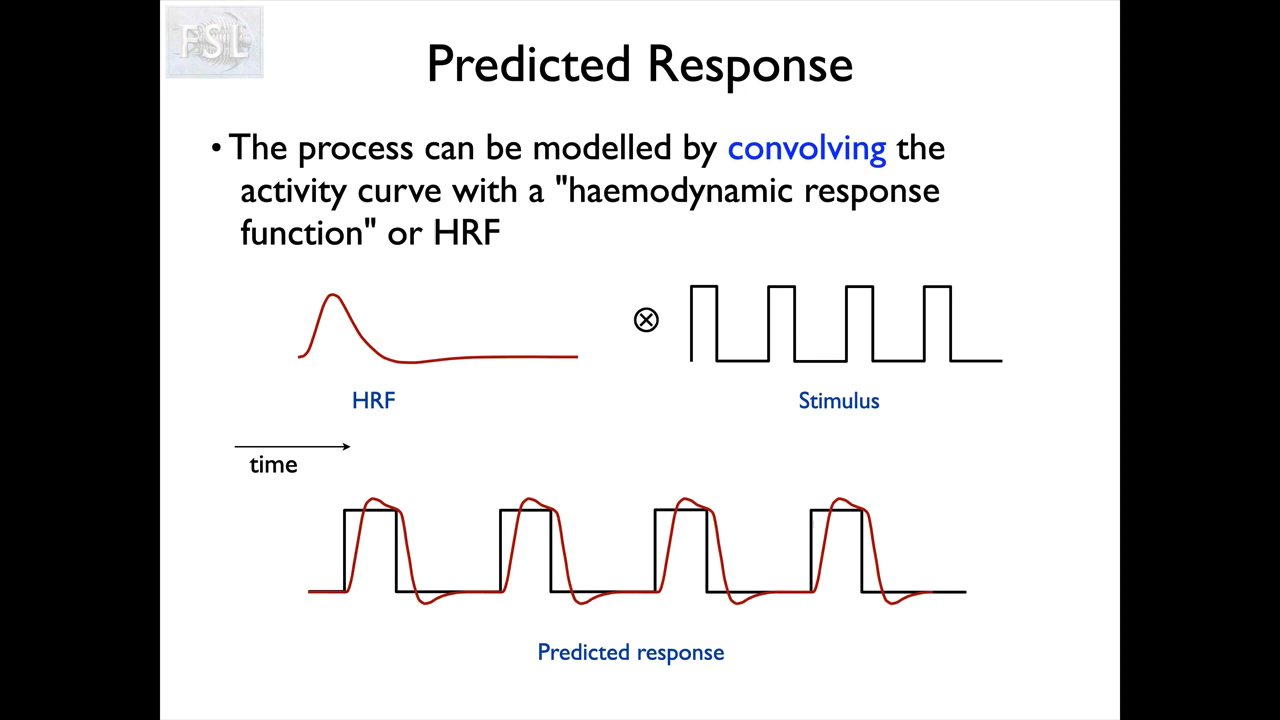 FSL
Predicted Response
• The process can be modelled by convolving the
activity curve with a "haemodynamic response
function" or HRF
HRF
Stimulus
time
Predicted response